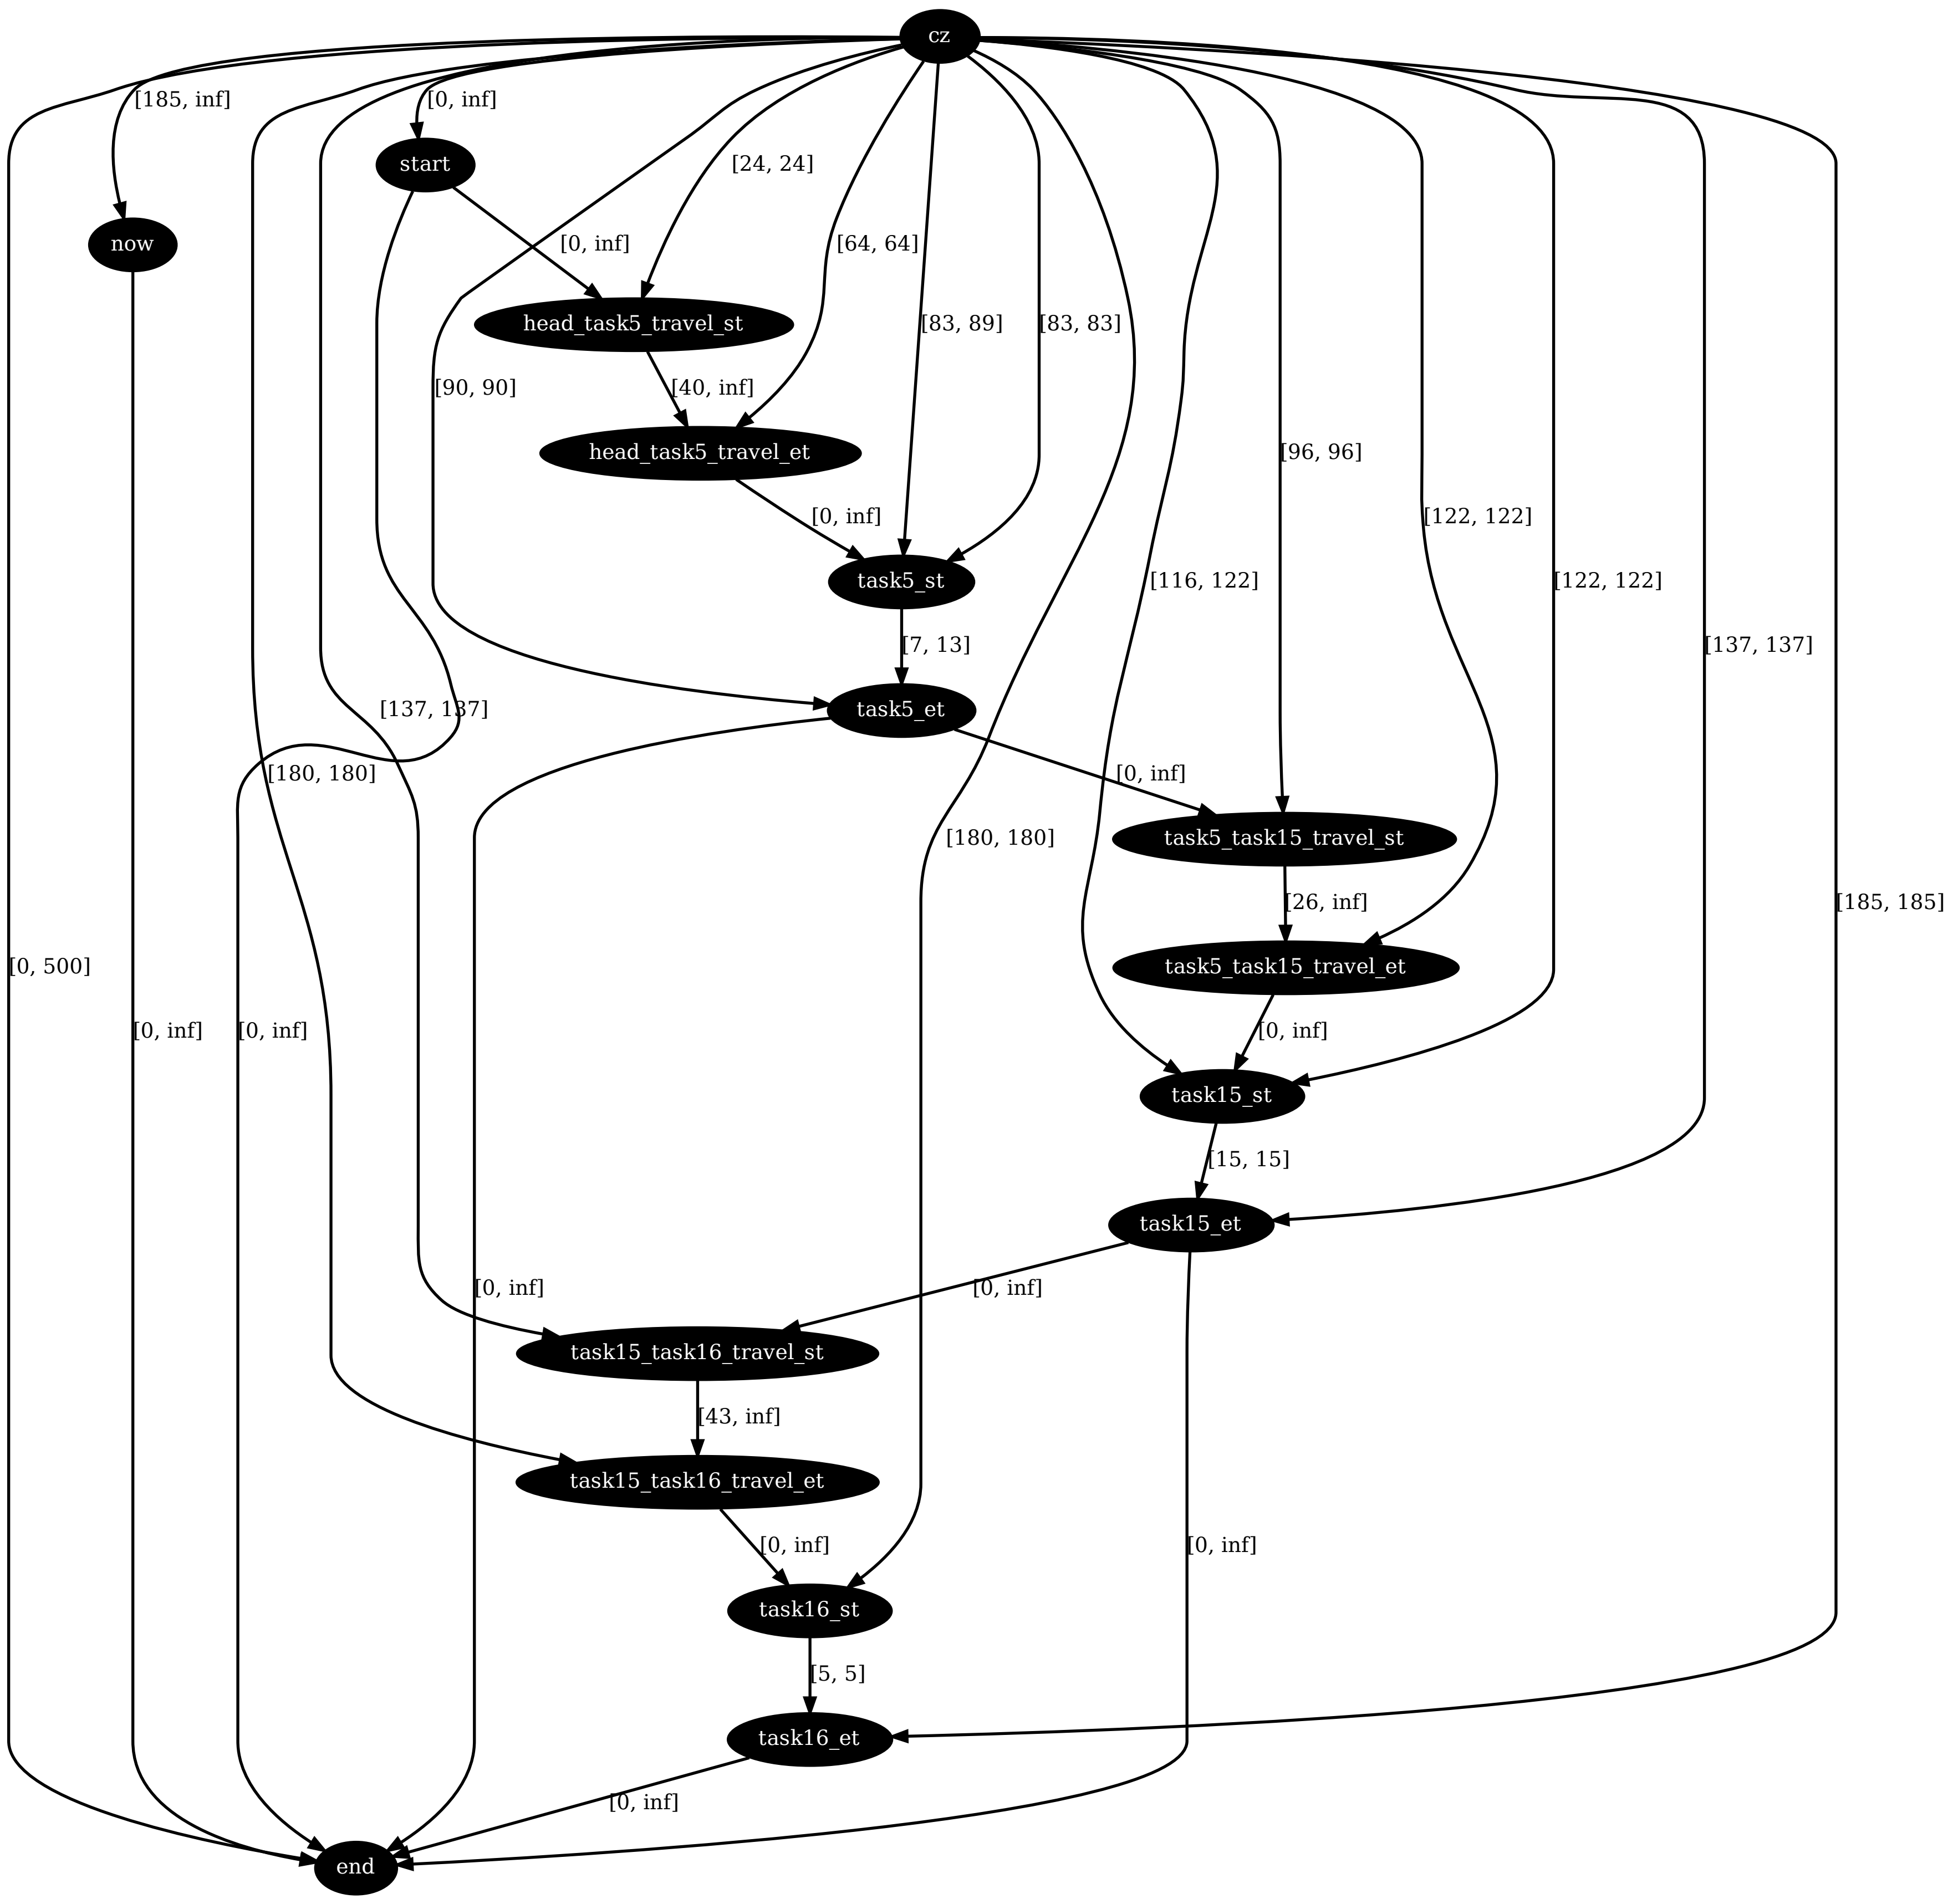 cz
[185, inf]
[0, inf]
start
[24, 24]
now
[0, inf]
[64, 64]
head_task5_travel_st
[83, 89]
[83, 83]
[90, 90]
[40, inf]
head_task5_travel_et
[96, 96]
[0, inf]
[122, 122]
task5_st
[116, 122]
[122, 122]
[7, 13]
[137, 137]
[137, 137]
task5_et
[180, 180]
[0, inf]
[180, 180]
task5_task15_travel_st
[26, inf]
[185, 185]
[0, 500]
task5_task15_travel_et
[0, inf]
[0, inf]
[0, inf]
task15_st
[15, 15]
task15_et
[0, inf]
[0, inf]
task15_task16_travel_st
[43, inf]
task15_task16_travel_et
[0, inf]
[0, inf]
task16_st
[5, 5]
task16_et
[0, inf]
end